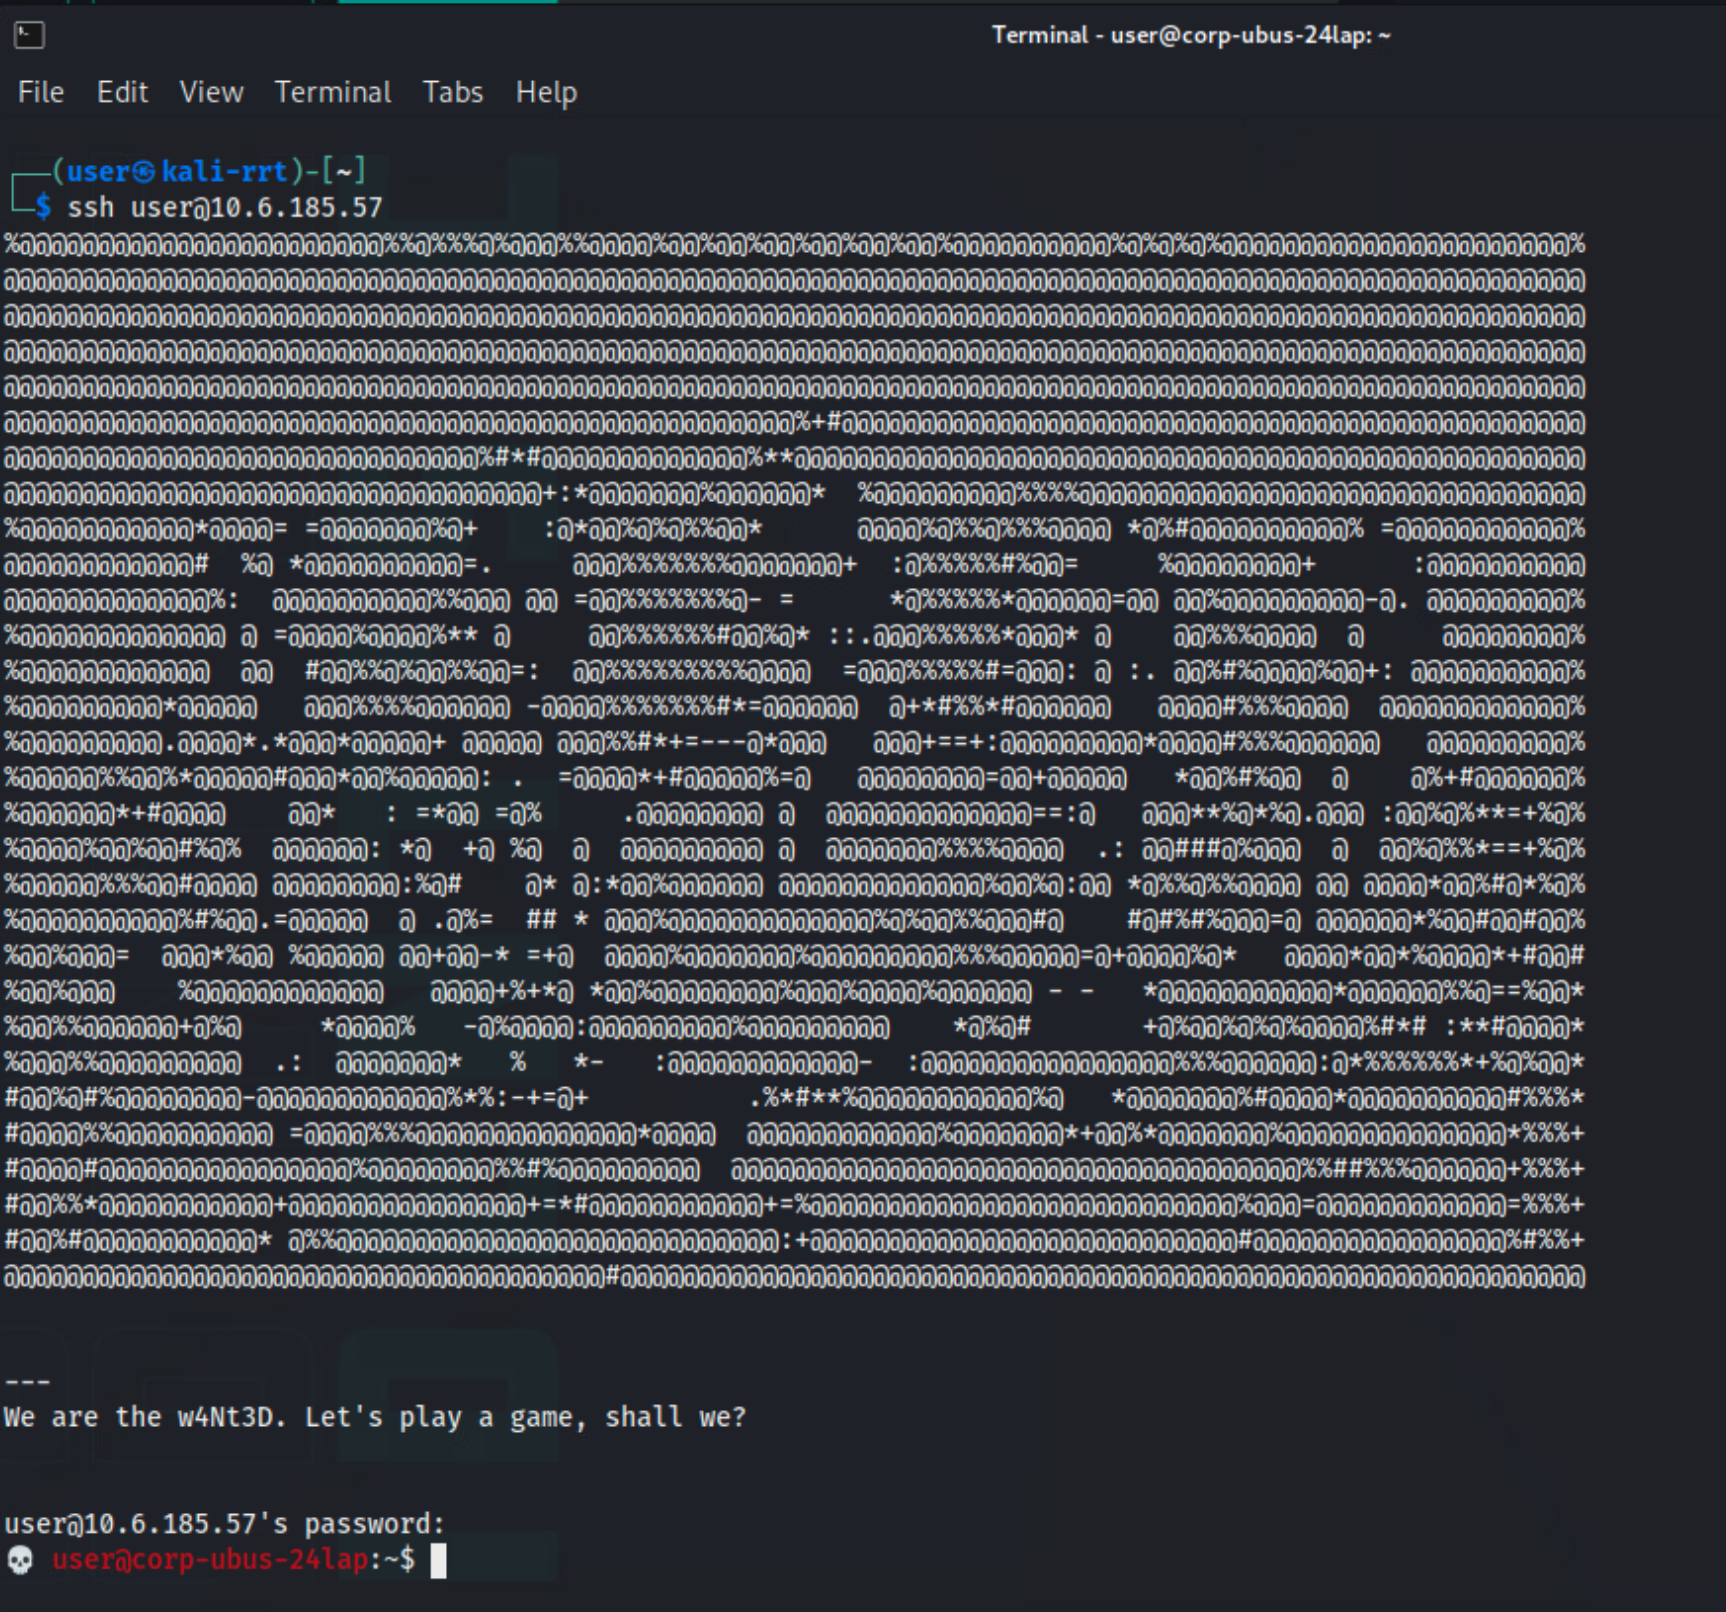 Terminal - user@corp-ubus-24lap: ~
File Edit View Terminal Tabs Help
(user㉿kali-rrt)-[~]
$ ssh user@10.6.185.57
---
We are the w4Nt3D. Let's play a game, shall we?
user@10.6.185.57's password:
💀 user@corp-ubus-24lap:~$